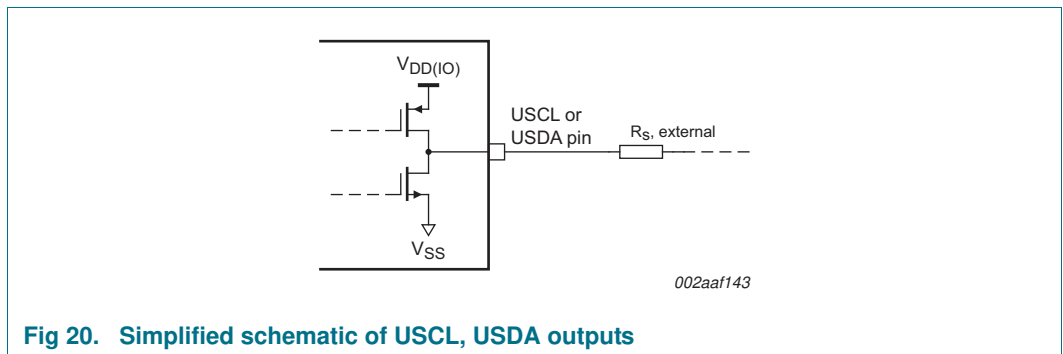 VDD(IO)
USCL or
USDA pin
RS, external
VSS
002aaf143
Fig 20. Simplified schematic of USCL, USDA outputs